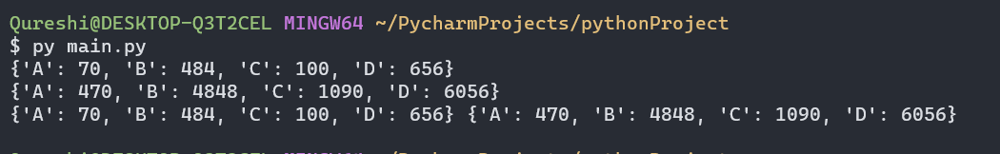 Qureshi@DESKTOP-Q3T2CEL MINGW64 ~/PycharmProjects/pythonProject
$ py main.py
{'A': 70, 'B': 484, 'C': 100, 'D': 656}
{'A': 470, 'B': 4848, 'C': 1090, 'D': 6056}
{'A': 70, 'B': 484, 'C': 100, 'D': 656} {'A': 470, 'B': 4848, 'C': 1090, 'D': 6056}